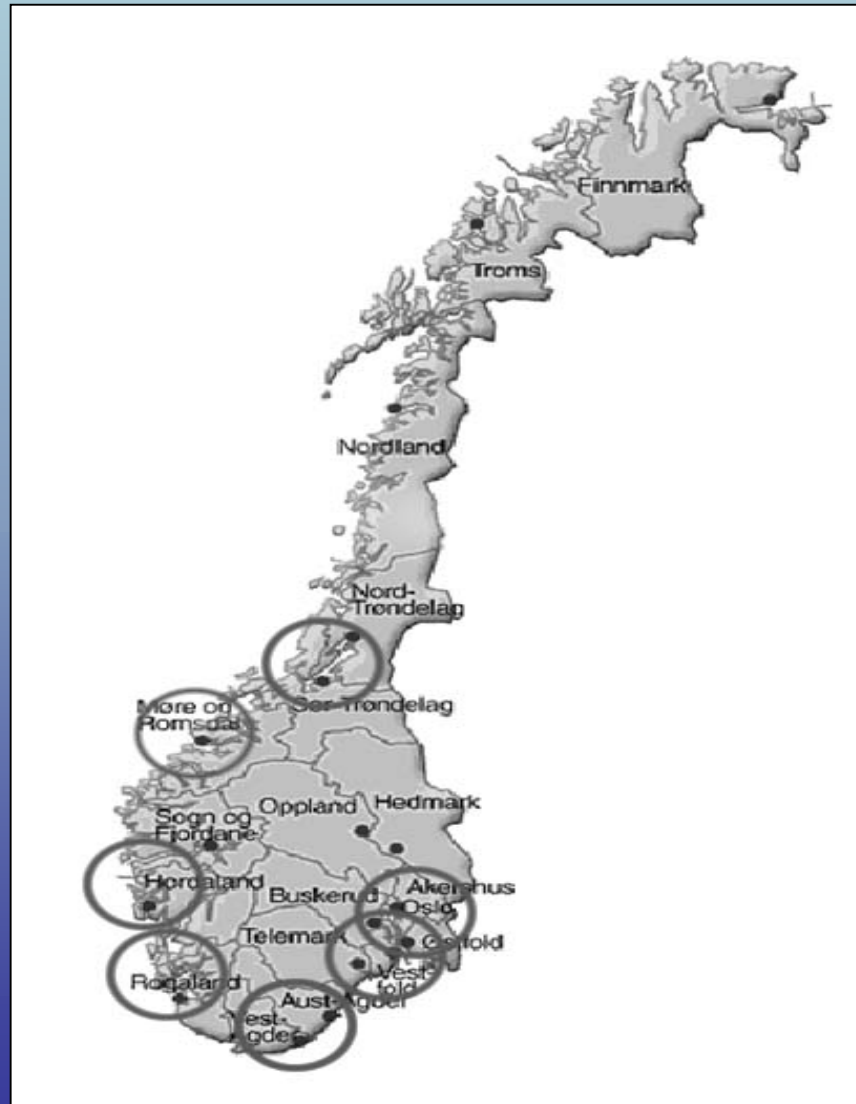 Finnmark
Troms
Nordland
Nord-
Trøndelag
Sør-Trøndelag
Møre og
Romsdal
Oppland
Hedmark
Sogn og
Fjordane
Hordaland
Buskerud
Akershus
Oslo
Telemark
Østfold
Vest-
fold
Rogaland
Aust-Agder
Vest-
Agder